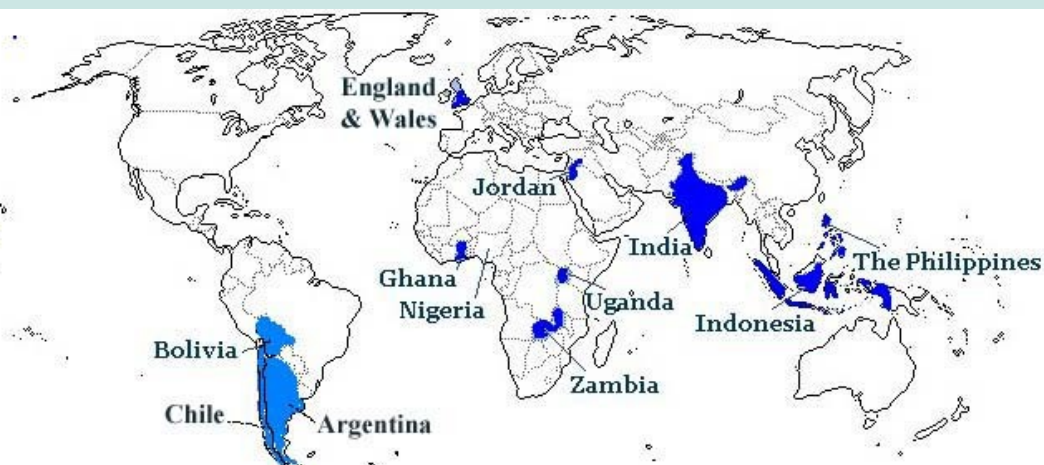 England
& Wales
Jordan
India
The Philippines
Ghana
Nigeria
Uganda
Indonesia
Bolivia
Zambia
Chile
Argentina